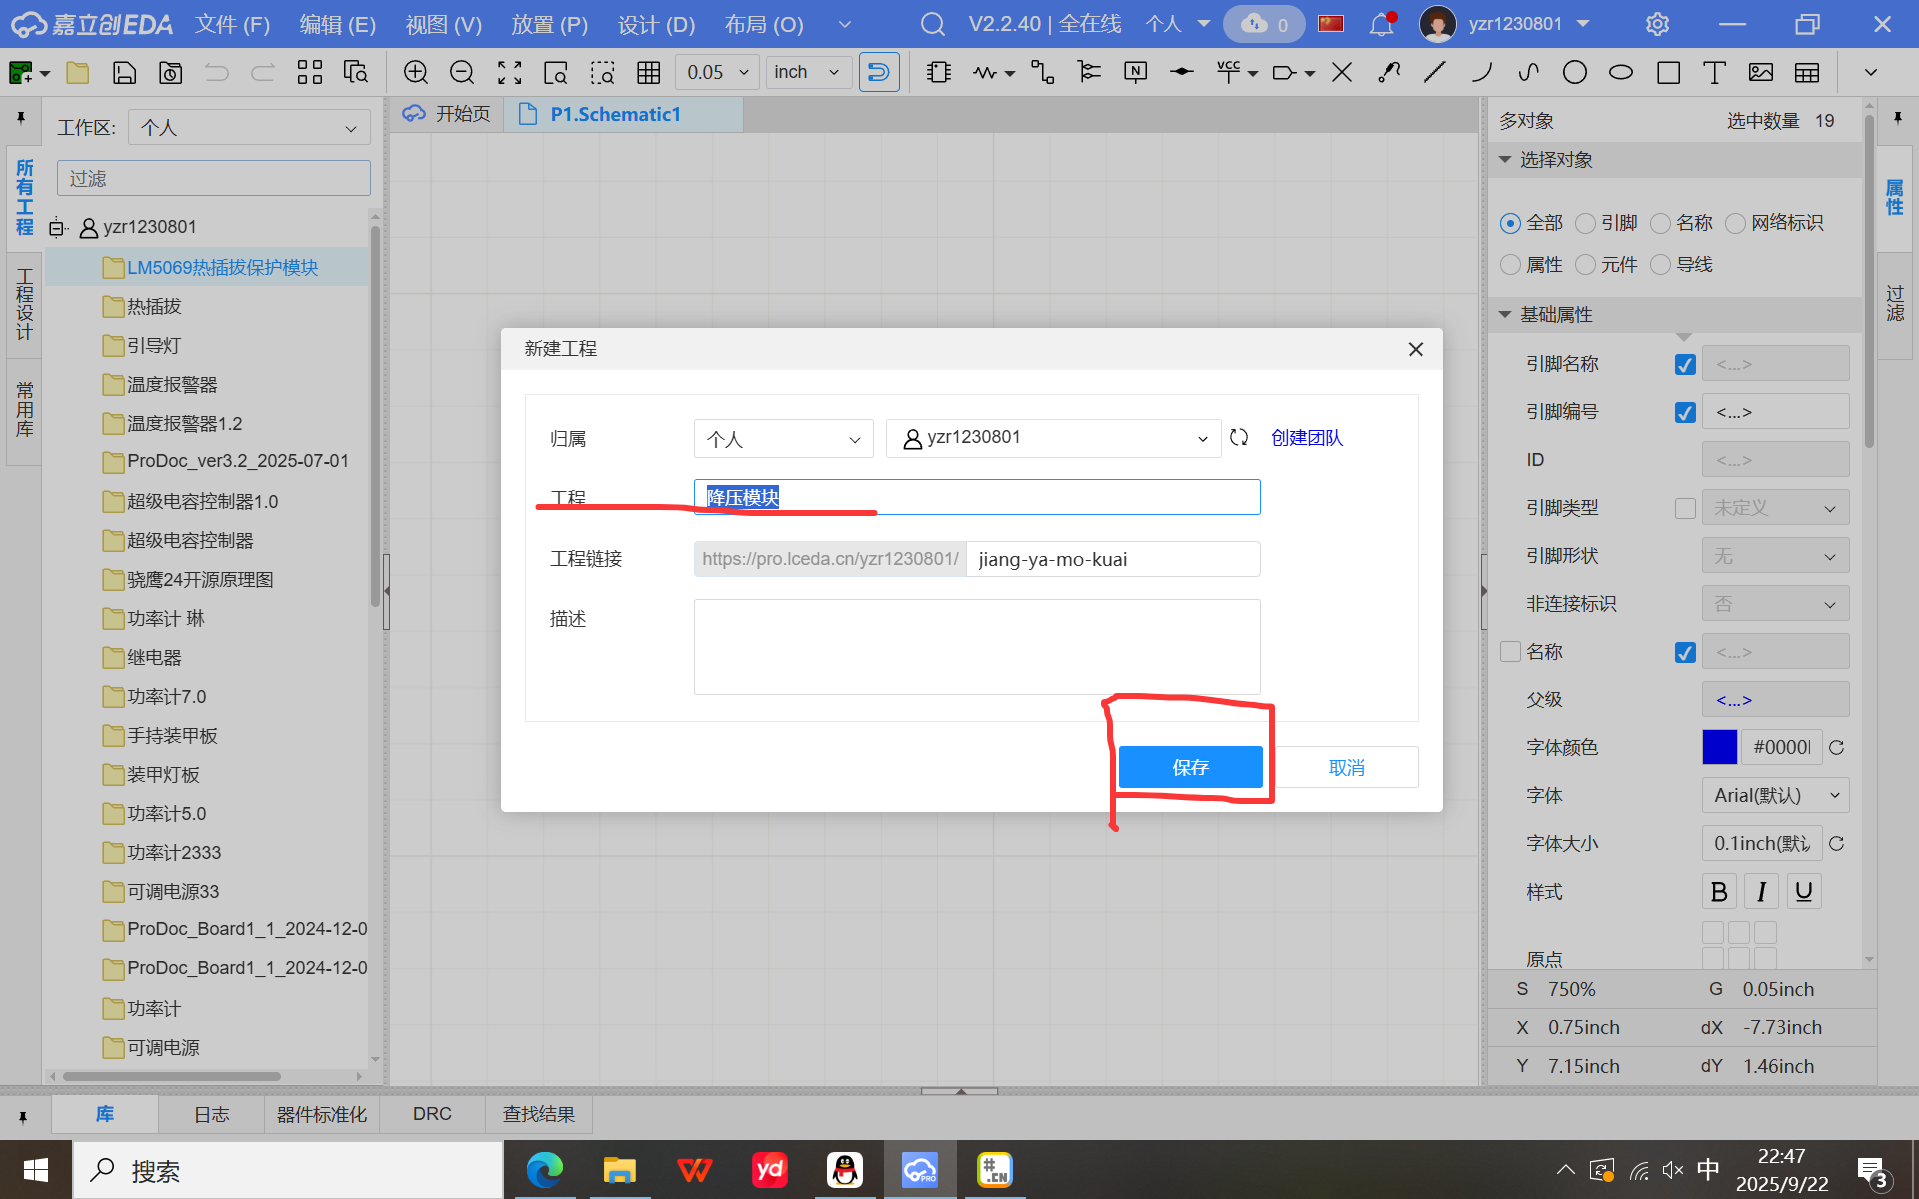 嘉立创EDA 文件 (F) 编辑 (E) 视图 (V) 放置 (P) 设计 (D) 布局 (O) V2.2.40 | 全在线 个人 0 yzr1230801
0.05 inch N VCC T
工作区: 个人
过滤
所有工程
工程设计
常用库
yzr1230801
LM5069热插拔保护模块
热插拔
引导灯
温度报警器
温度报警器1.2
ProDoc_ver3.2_2025-07-01
超级电容控制器1.0
超级电容控制器
骁鹰24开源原理图
功率计 琳
继电器
功率计7.0
手持装甲板
装甲灯板
功率计5.0
功率计2333
可调电源33
ProDoc_Board1_1_2024-12-0
ProDoc_Board1_1_2024-12-0
功率计
可调电源
开始页 P1.Schematic1
新建工程
归属 个人 yzr1230801 创建团队
工程 降压模块
工程链接 https://pro.lceda.cn/yzr1230801/ jiang-ya-mo-kuai
描述
保存 取消
多对象 选中数量 19
选择对象
全部 引脚 名称 网络标识
属性 元件 导线
基础属性
引脚名称 <...>
引脚编号 <...>
ID <...>
引脚类型 未定义
引脚形状 无
非连接标识 否
名称 <...>
父级 <...>
字体颜色 #0000
字体 Arial(默认)
字体大小 0.1inch(默认
样式 B I U
原点
S 750% G 0.05inch
X 0.75inch dX -7.73inch
Y 7.15inch dY 1.46inch
属性
过滤
库 日志 器件标准化 DRC 查找结果
搜索 yd PRO #.CN 中 22:47
2025/9/22 3